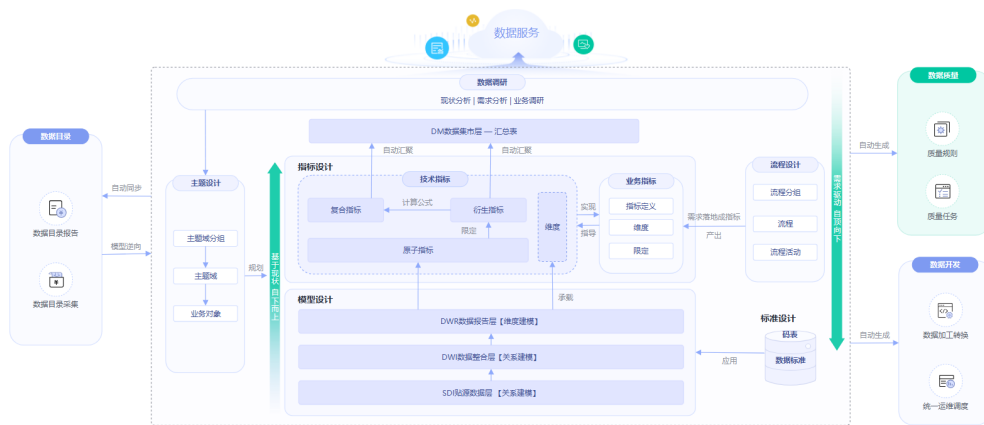 数据服务
数据调研
现状分析 | 需求分析 | 业务调研
DM数据集市层 — 汇总表
自动汇聚
自动汇聚
数据目录
数据目录报告
数据目录采集
自动同步
模型逆向
主题设计
主题域分组
主题域
业务对象
规划
基于现状 自下而上
指标设计
技术指标
复合指标
计算公式
衍生指标
限定
原子指标
维度
实现
指导
业务指标
指标定义
维度
限定
需求落地成指标
产出
流程设计
流程分组
流程
流程活动
需求驱动 自顶向下
承载
模型设计
DWR数据报告层【维度建模】
DWI数据整合层【关系建模】
SDI贴源数据层【关系建模】
应用
标准设计
码表
数据标准
自动生成
数据质量
质量规则
质量任务
自动生成
数据开发
数据加工转换
统一运维调度